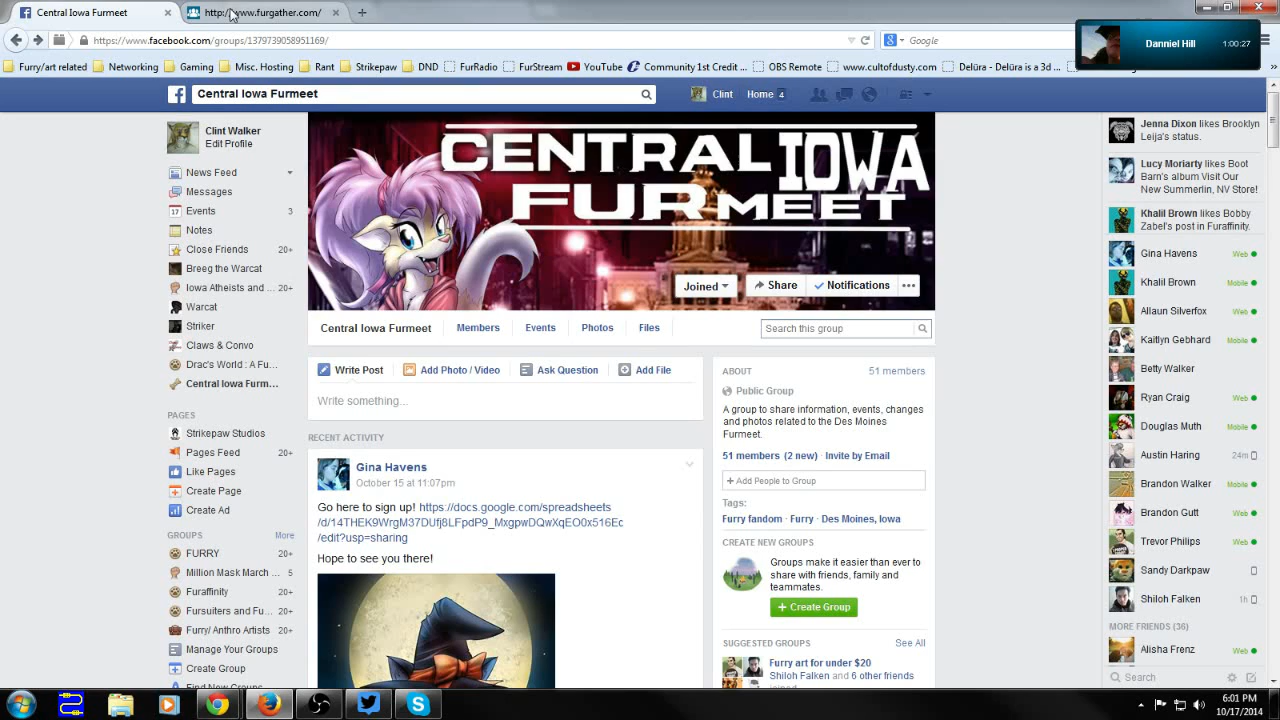 Central Iowa Furmeet
http://www.furgather.com/
https://www.facebook.com/groups/1379739058951169/
Google
Danniel Hill
1:00:27
Furry/art related
Networking
Gaming
Misc. Hosting
Rant
Strikepaw
DND
FurRadio
FurStream
YouTube
Community 1st Credit ...
OBS Remote
www.cultofdusty.com
Delüra - Delüra is a 3d ...
Central Iowa Furmeet
Clint
Home 4
Clint Walker
Edit Profile
News Feed
Messages
Events 3
Notes
Close Friends 20+
Breeg the Warcat
Iowa Atheists and ... 20+
Warcat
Striker
Claws & Convo
Drac's World : A Fu...
Central Iowa Furm...
PAGES
Strikepaw Studios
Pages Feed 20+
Like Pages
Create Page
Create Ad
GROUPS More
FURRY 20+
Million Mask March ... 5
Furaffinity 20+
Fursuiters and Fu... 20+
Furry/ Anthro Artists 20+
Manage Your Groups
Create Group
Find New Groups
CENTRAL IOWA
FURMEET
Joined
Share
Notifications
Central Iowa Furmeet
Members
Events
Photos
Files
Search this group
Write Post
Add Photo / Video
Ask Question
Add File
Write something...
RECENT ACTIVITY
Gina Havens
October 15 at 11:07pm
Go here to sign up! https://docs.google.com/spreadsheets
/d/14THEK9WrgM37DUfj8LFpdP9_MxgpwDQwXqEO0x516Ec
/edit?usp=sharing
Hope to see you there!
ABOUT 51 members
Public Group
A group to share information, events, changes
and photos related to the Des Moines
Furmeet.
51 members (2 new) · Invite by Email
+ Add People to Group
Tags:
Furry fandom · Furry · Des Moines, Iowa
CREATE NEW GROUPS
Groups make it easier than ever to
share with friends, family and
teammates.
+ Create Group
SUGGESTED GROUPS See All
Furry art for under $20
Shiloh Falken and 6 other friends
joined
Jenna Dixon likes Brooklyn
Leija's status.
Lucy Moriarty likes Boot
Barn's album Visit Our
New Summerlin, NV Store!
Khalil Brown likes Bobby
Zabel's post in Furaffinity.
Gina Havens Web
Khalil Brown Mobile
Allaun Silverfox Web
Kaitlyn Gebhard Mobile
Betty Walker
Ryan Craig Web
Douglas Muth Mobile
Austin Haring 24m
Brandon Walker Mobile
Brandon Gutt Web
Trevor Philips Web
Sandy Darkpaw
Shiloh Falken 1h
MORE FRIENDS (36)
Alisha Frenz Web
Search
6:01 PM
10/17/2014